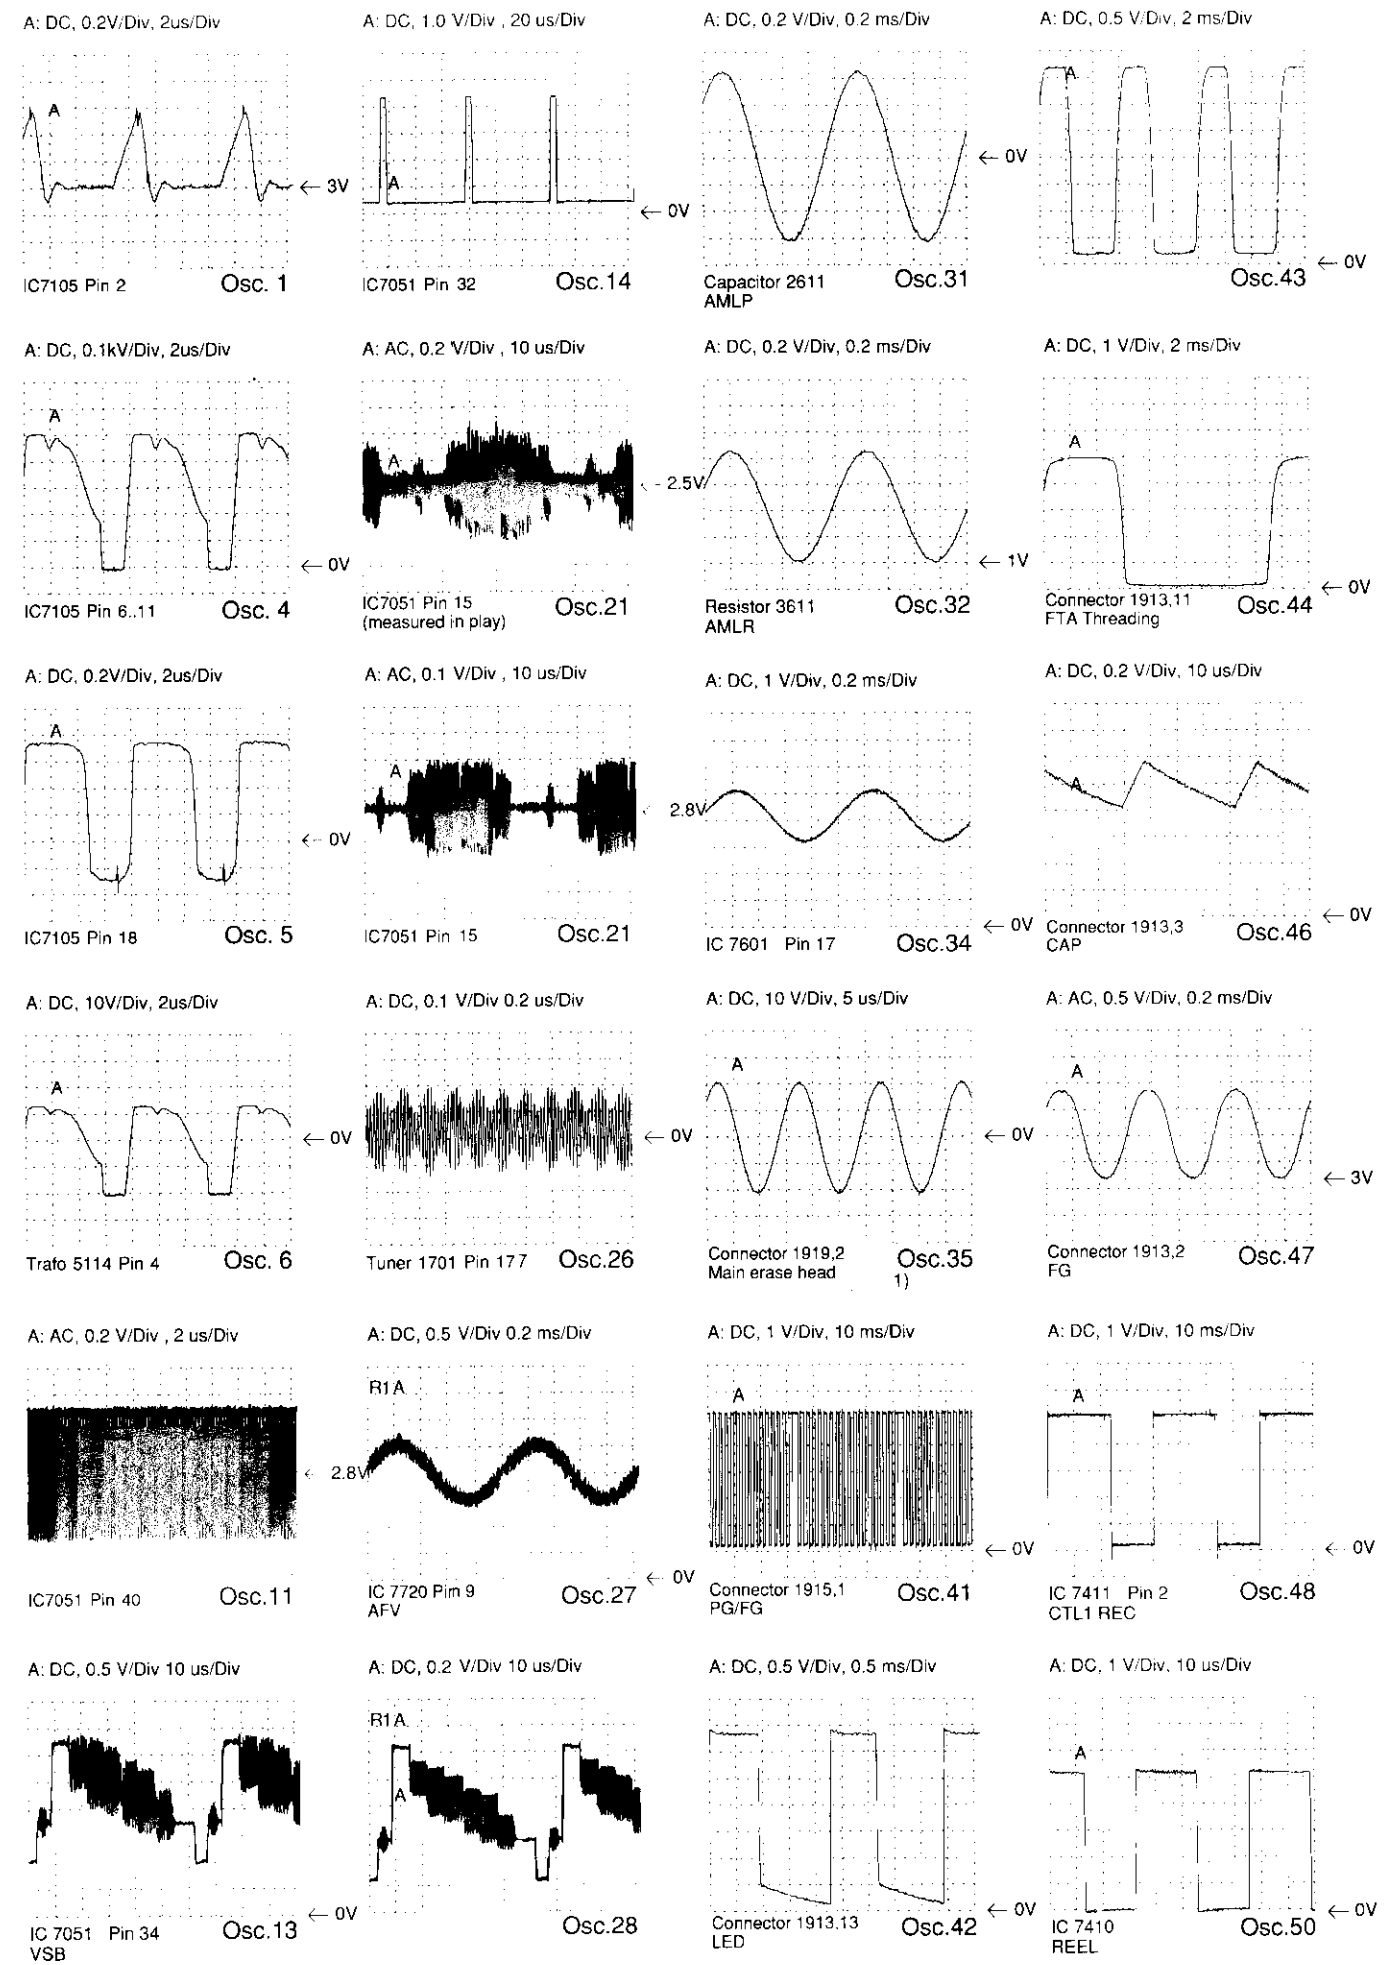 A: DC, 0.2V/Div, 2us/Div
A
← 3V
IC7105 Pin 2
Osc. 1
A: DC, 1.0 V/Div , 20 us/Div
A
← 0V
IC7051 Pin 32
Osc.14
A: DC, 0.2 V/Div, 0.2 ms/Div
← 0V
Capacitor 2611
AMLP
Osc.31
A: DC, 0.5 V/Div, 2 ms/Div
A
← 0V
Osc.43
A: DC, 0.1kV/Div, 2us/Div
A
← 0V
IC7105 Pin 6..11
Osc. 4
A: AC, 0.2 V/Div , 10 us/Div
A
← 2.5V
IC7051 Pin 15
(measured in play)
Osc.21
A: DC, 0.2 V/Div, 0.2 ms/Div
← 1V
Resistor 3611
AMLR
Osc.32
A: DC, 1 V/Div, 2 ms/Div
A
← 0V
Connector 1913,11
FTA Threading
Osc.44
A: DC, 0.2V/Div, 2us/Div
A
← 0V
IC7105 Pin 18
Osc. 5
A: AC, 0.1 V/Div , 10 us/Div
A
← 2.8V
IC7051 Pin 15
Osc.21
A: DC, 1 V/Div, 0.2 ms/Div
← 0V
IC 7601 Pin 17
Osc.34
A: DC, 0.2 V/Div, 10 us/Div
A
← 0V
Connector 1913,3
CAP
Osc.46
A: DC, 10V/Div, 2us/Div
A
← 0V
Trafo 5114 Pin 4
Osc. 6
A: DC, 0.1 V/Div 0.2 us/Div
← 0V
Tuner 1701 Pin 177
Osc.26
A: DC, 10 V/Div, 5 us/Div
A
← 0V
Connector 1919,2
Main erase head
Osc.35
1)
A: AC, 0.5 V/Div, 0.2 ms/Div
A
← 3V
Connector 1913,2
FG
Osc.47
A: AC, 0.2 V/Div , 2 us/Div
← 2.8V
IC7051 Pin 40
Osc.11
A: DC, 0.5 V/Div 0.2 ms/Div
R1A
← 0V
IC 7720 Pin 9
AFV
Osc.27
A: DC, 1 V/Div, 10 ms/Div
A
← 0V
Connector 1915,1
PG/FG
Osc.41
A: DC, 1 V/Div, 10 ms/Div
A
← 0V
IC 7411 Pin 2
CTL1 REC
Osc.48
A: DC, 0.5 V/Div 10 us/Div
← 0V
IC 7051 Pin 34
VSB
Osc.13
A: DC, 0.2 V/Div 10 us/Div
R1A
A
Osc.28
A: DC, 0.5 V/Div, 0.5 ms/Div
← 0V
Connector 1913,13
LED
Osc.42
A: DC, 1 V/Div, 10 us/Div
A
← 0V
IC 7410
REEL
Osc.50